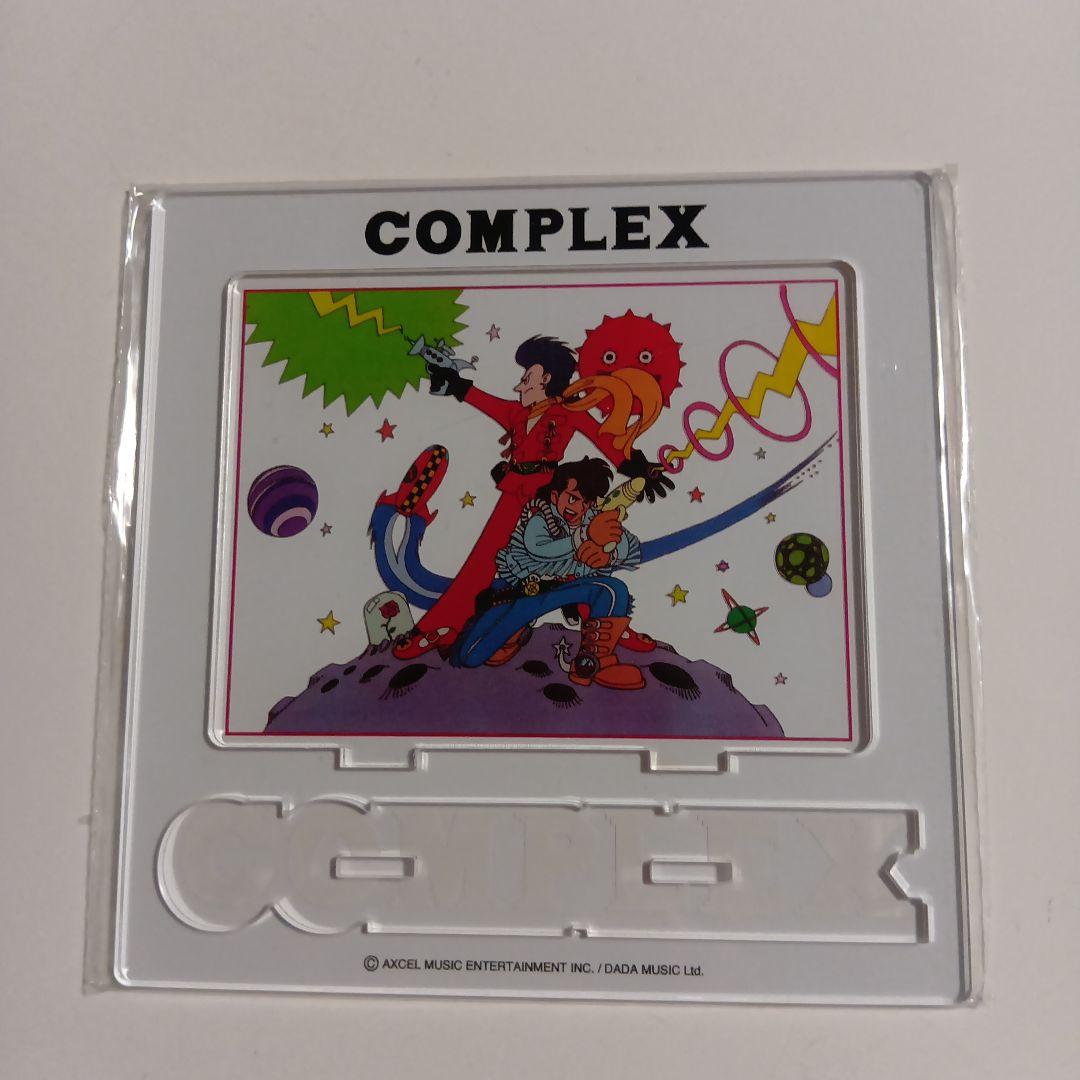 COMPLEX
COMPLEX
© AXCEL MUSIC ENTERTAINMENT INC. / DADA MUSIC Ltd.